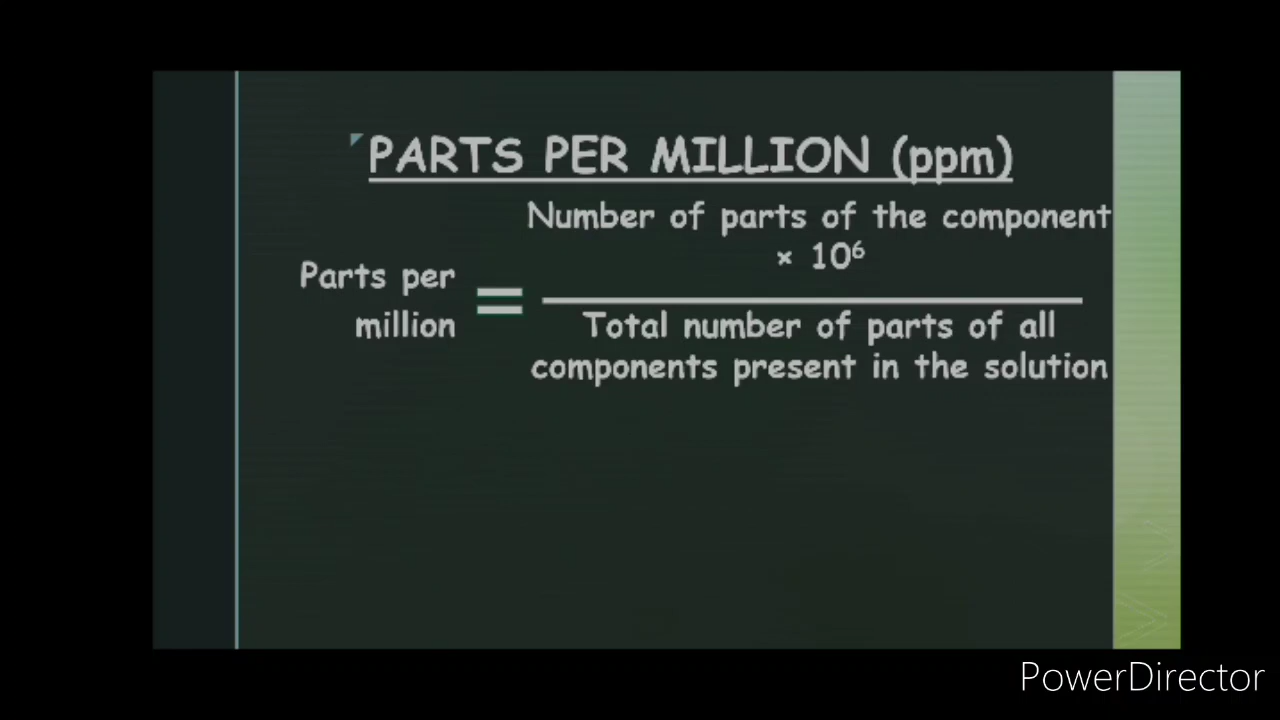 PARTS PER MILLION (ppm)
Parts per
million
=
Number of parts of the component
× 10⁶
Total number of parts of all
components present in the solution
PowerDirector